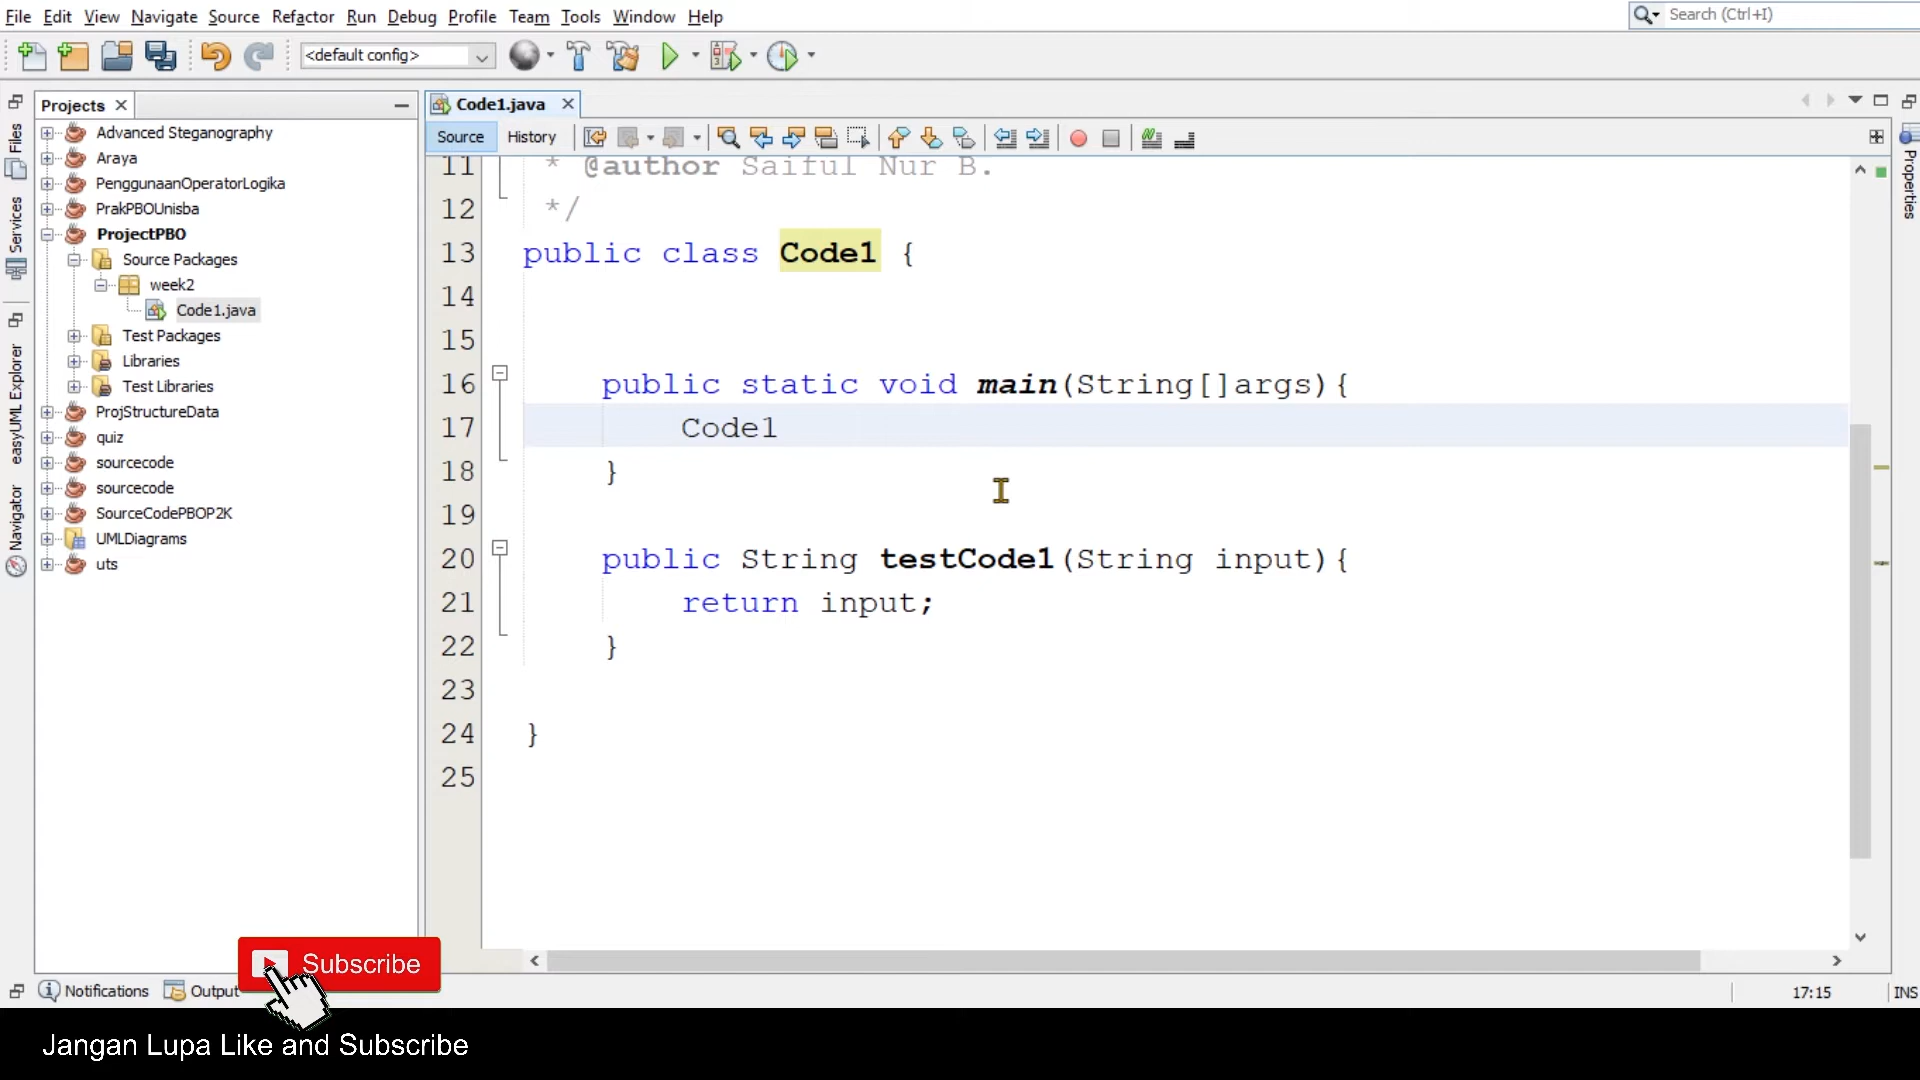 File Edit View Navigate Source Refactor Run Debug Profile Team Tools Window Help
Search (Ctrl+I)
<default config>
Projects
Code1.java
Source History
Files
Services
easyUML Explorer
Navigator
Properties
Advanced Steganography
Araya
PenggunaanOperatorLogika
PrakPBOUnisba
ProjectPBO
Source Packages
week2
Code1.java
Test Packages
Libraries
Test Libraries
ProjStructureData
quiz
sourcecode
sourcecode
SourceCodePBOP2K
UMLDiagrams
uts
11 * @author Saiful Nur B.
12 */
13 public class Code1 {
14
15
16 public static void main(String[]args){
17 Code1
18 }
19
20 public String testCode1(String input){
21 return input;
22 }
23
24 }
25
Subscribe
Notifications Output
17:15 INS
Jangan Lupa Like and Subscribe